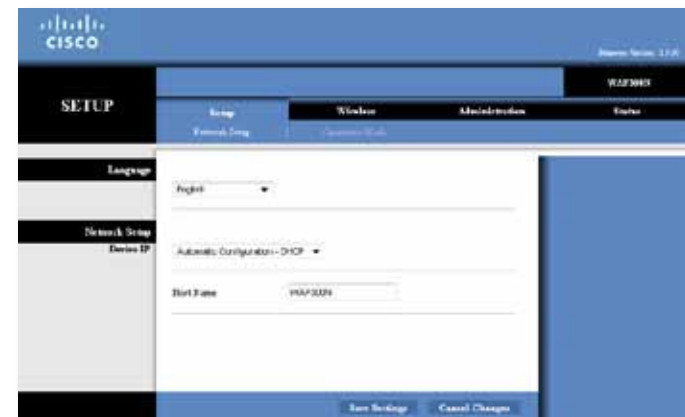 CISCO
WAP300N
SETUP
Setup
Wireless
Administration
Status
Network Setup
Language
English
Network Setup
Device IP
Automatic Configuration - DHCP
Host Name
WAP300N
Save Settings
Cancel Changes